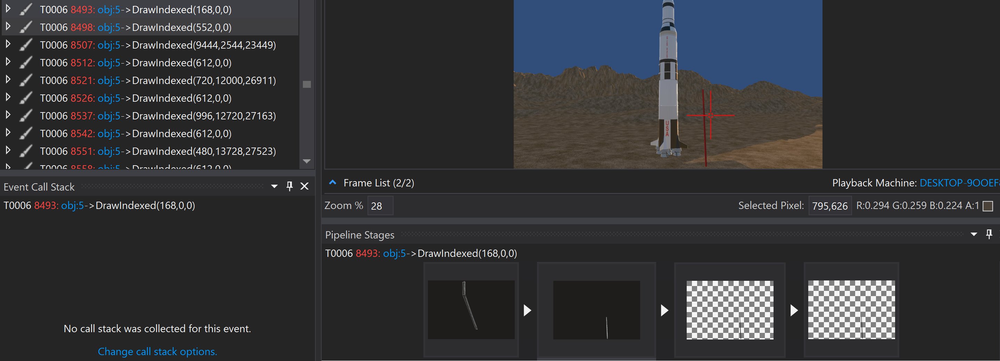 T0006 8493: obj:5->DrawIndexed(168,0,0)
T0006 8498: obj:5->DrawIndexed(552,0,0)
T0006 8507: obj:5->DrawIndexed(9444,2544,23449)
T0006 8512: obj:5->DrawIndexed(612,0,0)
T0006 8521: obj:5->DrawIndexed(720,12000,26911)
T0006 8526: obj:5->DrawIndexed(612,0,0)
T0006 8537: obj:5->DrawIndexed(996,12720,27163)
T0006 8542: obj:5->DrawIndexed(612,0,0)
T0006 8551: obj:5->DrawIndexed(480,13728,27523)
T0006 8558: obj:5->DrawIndexed(612,0,0)
USA
Frame List (2/2)
Playback Machine: DESKTOP-9OOEF
Zoom % 28
Selected Pixel: 795,626 R:0.294 G:0.259 B:0.224 A:1
Event Call Stack
T0006 8493: obj:5->DrawIndexed(168,0,0)
No call stack was collected for this event.
Change call stack options.
Pipeline Stages
T0006 8493: obj:5->DrawIndexed(168,0,0)